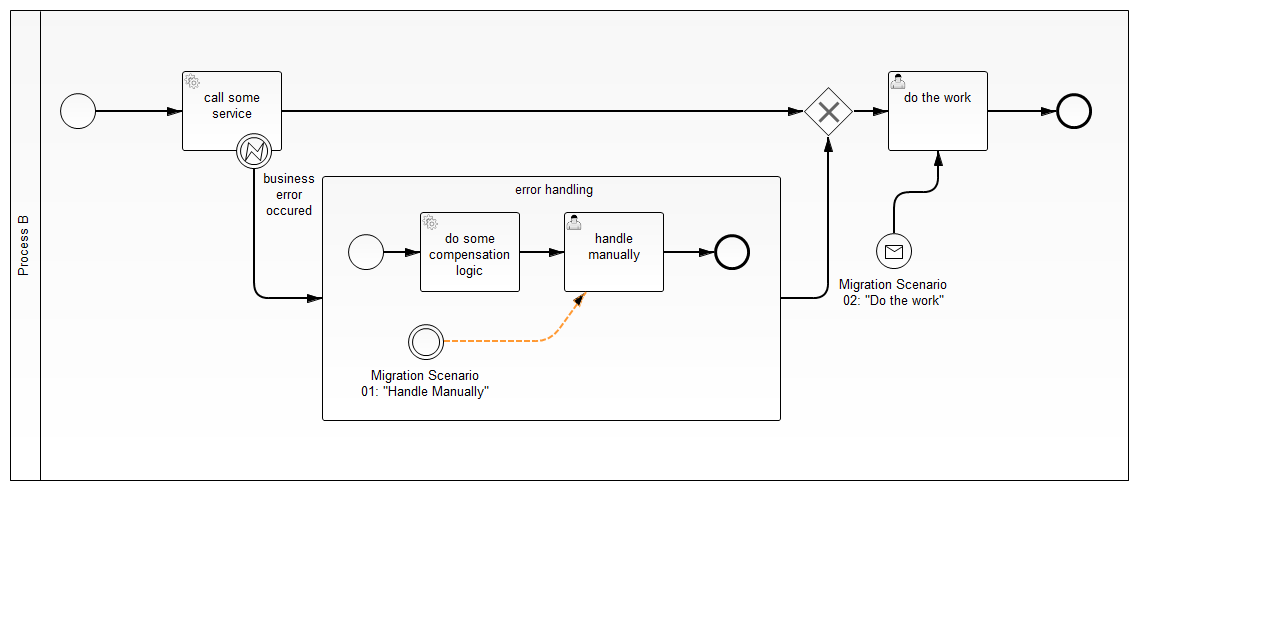 Process B
call some
service
business
error
occured
error handling
do some
compensation
logic
handle
manually
Migration Scenario
01: "Handle Manually"
do the work
Migration Scenario
02: "Do the work"